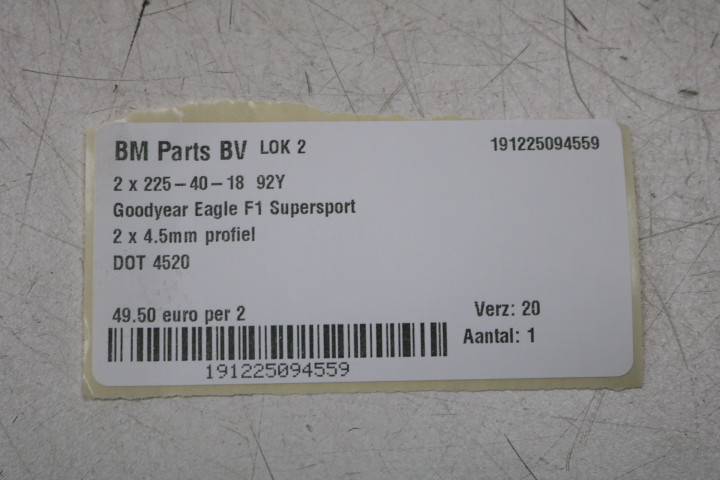 BM Parts BV LOK 2 191225094559
2 x 225-40-18 92Y
Goodyear Eagle F1 Supersport
2 x 4.5mm profiel
DOT 4520
49.50 euro per 2 Verz: 20
Aantal: 1
191225094559